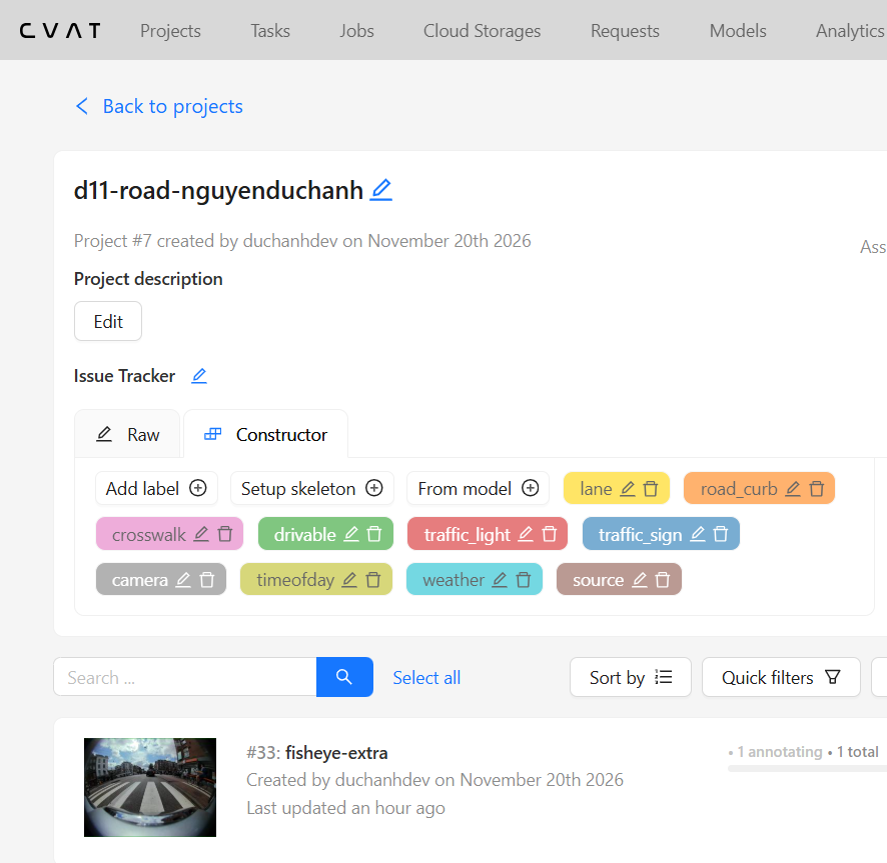 CVAT Projects Tasks Jobs Cloud Storages Requests Models Analytics
Back to projects
d11-road-nguyenduchanh
Project #7 created by duchanhdev on November 20th 2026
Ass
Project description
Edit
Issue Tracker
Raw Constructor
Add label Setup skeleton From model lane road_curb
crosswalk drivable traffic_light traffic_sign
camera timeofday weather source
Search ... Select all Sort by Quick filters
#33: fisheye-extra
• 1 annotating • 1 total
Created by duchanhdev on November 20th 2026
Last updated an hour ago